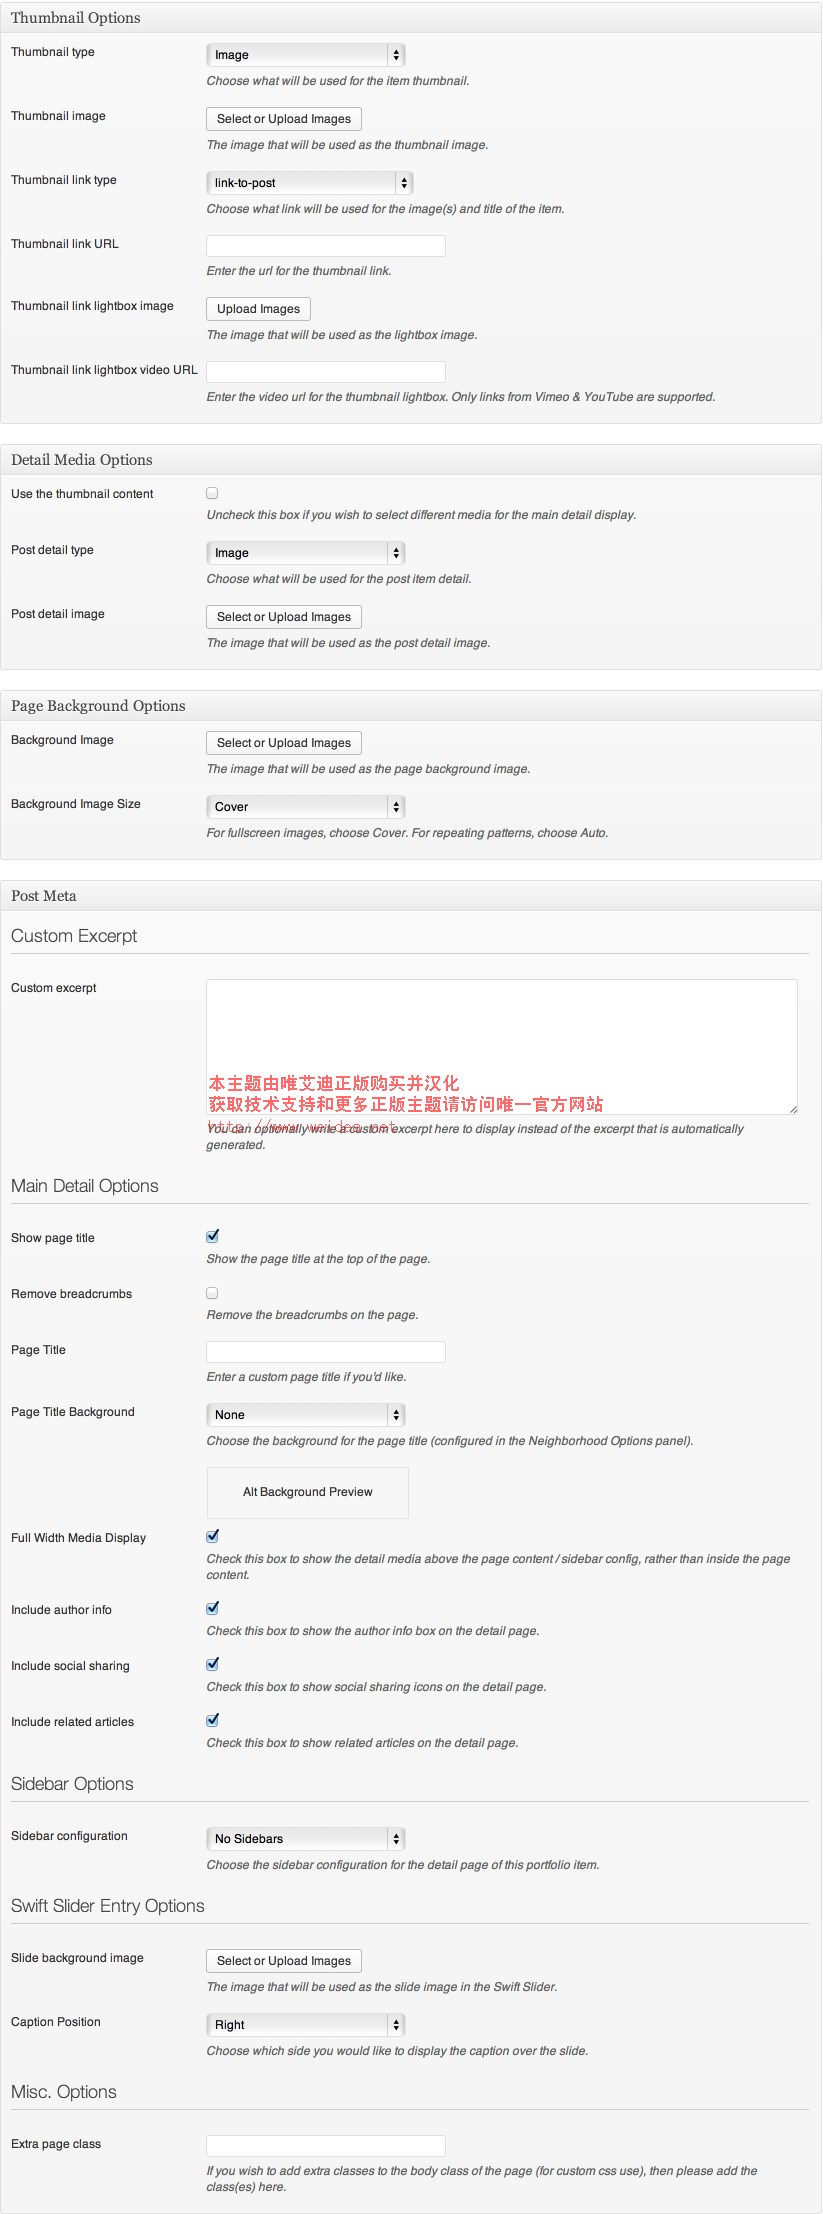 Thumbnail Options
Thumbnail type
Image
Choose what will be used for the item thumbnail.
Thumbnail image
Select or Upload Images
The image that will be used as the thumbnail image.
Thumbnail link type
link-to-post
Choose what link will be used for the image(s) and title of the item.
Thumbnail link URL
Enter the url for the thumbnail link.
Thumbnail link lightbox image
Upload Images
The image that will be used as the lightbox image.
Thumbnail link lightbox video URL
Enter the video url for the thumbnail lightbox. Only links from Vimeo & YouTube are supported.
Detail Media Options
Use the thumbnail content
Uncheck this box if you wish to select different media for the main detail display.
Post detail type
Image
Choose what will be used for the post item detail.
Post detail image
Select or Upload Images
The image that will be used as the post detail image.
Page Background Options
Background Image
Select or Upload Images
The image that will be used as the page background image.
Background Image Size
Cover
For fullscreen images, choose Cover. For repeating patterns, choose Auto.
Post Meta
Custom Excerpt
Custom excerpt
本主题由唯艾迪正版购买并汉化
获取技术支持和更多正版主题请访问唯一官方网站
http://www.weidea.net
You can optionally write a custom excerpt here to display instead of the excerpt that is automatically
generated.
Main Detail Options
Show page title
Show the page title at the top of the page.
Remove breadcrumbs
Remove the breadcrumbs on the page.
Page Title
Enter a custom page title if you'd like.
Page Title Background
None
Choose the background for the page title (configured in the Neighborhood Options panel).
Alt Background Preview
Full Width Media Display
Check this box to show the detail media above the page content / sidebar config, rather than inside the page
content.
Include author info
Check this box to show the author info box on the detail page.
Include social sharing
Check this box to show social sharing icons on the detail page.
Include related articles
Check this box to show related articles on the detail page.
Sidebar Options
Sidebar configuration
No Sidebars
Choose the sidebar configuration for the detail page of this portfolio item.
Swift Slider Entry Options
Slide background image
Select or Upload Images
The image that will be used as the slide image in the Swift Slider.
Caption Position
Right
Choose which side you would like to display the caption over the slide.
Misc. Options
Extra page class
If you wish to add extra classes to the body class of the page (for custom css use), then please add the
class(es) here.